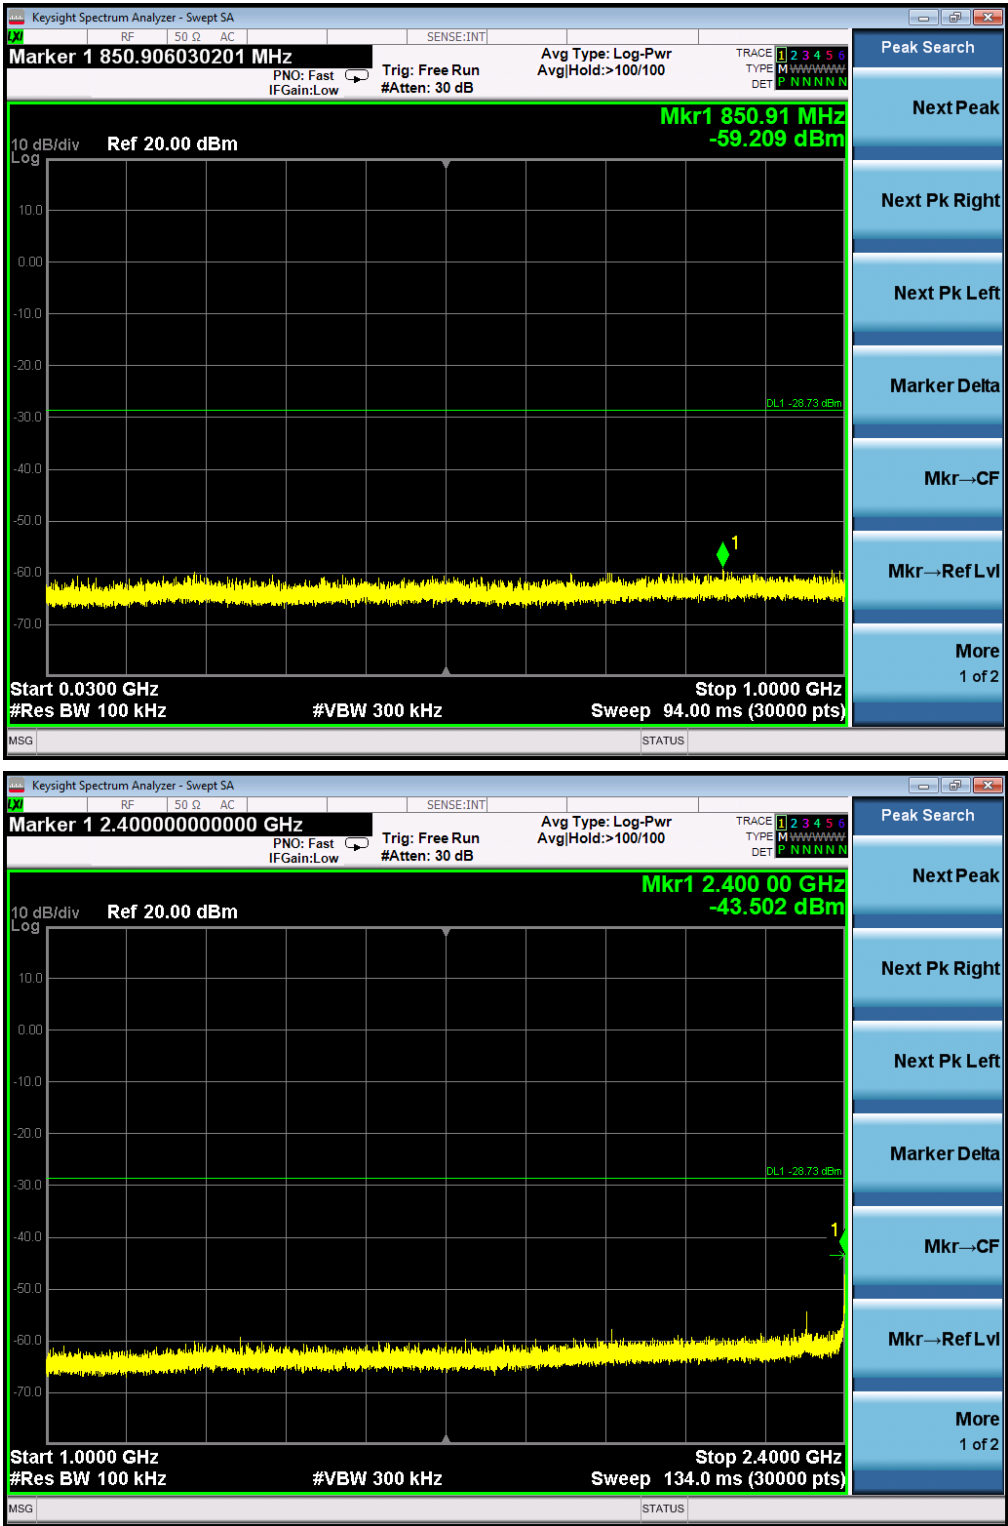 Keysight Spectrum Analyzer - Swept SA
LXI RF 50 Ω AC SENSE:INT
Marker 1 850.906030201 MHz
PNO: Fast
IFGain:Low
Trig: Free Run
#Atten: 30 dB
Avg Type: Log-Pwr
Avg|Hold:>100/100
TRACE 1 2 3 4 5 6
TYPE M WWWWW
DET P N N N N N
Peak Search
Mkr1 850.91 MHz
-59.209 dBm
10 dB/div Ref 20.00 dBm
Log
10.0
0.00
-10.0
-20.0
-30.0
-40.0
-50.0
-60.0
-70.0
DL1 -28.73 dBm
1
Start 0.0300 GHz Stop 1.0000 GHz
#Res BW 100 kHz #VBW 300 kHz Sweep 94.00 ms (30000 pts)
MSG STATUS
Next Peak
Next Pk Right
Next Pk Left
Marker Delta
Mkr→CF
Mkr→Ref Lvl
More
1 of 2
Keysight Spectrum Analyzer - Swept SA
LXI RF 50 Ω AC SENSE:INT
Marker 1 2.400000000000 GHz
PNO: Fast
IFGain:Low
Trig: Free Run
#Atten: 30 dB
Avg Type: Log-Pwr
Avg|Hold:>100/100
TRACE 1 2 3 4 5 6
TYPE M WWWWW
DET P N N N N N
Peak Search
Mkr1 2.400 00 GHz
-43.502 dBm
10 dB/div Ref 20.00 dBm
Log
10.0
0.00
-10.0
-20.0
-30.0
-40.0
-50.0
-60.0
-70.0
DL1 -28.73 dBm
1
Start 1.0000 GHz Stop 2.4000 GHz
#Res BW 100 kHz #VBW 300 kHz Sweep 134.0 ms (30000 pts)
MSG STATUS
Next Peak
Next Pk Right
Next Pk Left
Marker Delta
Mkr→CF
Mkr→Ref Lvl
More
1 of 2